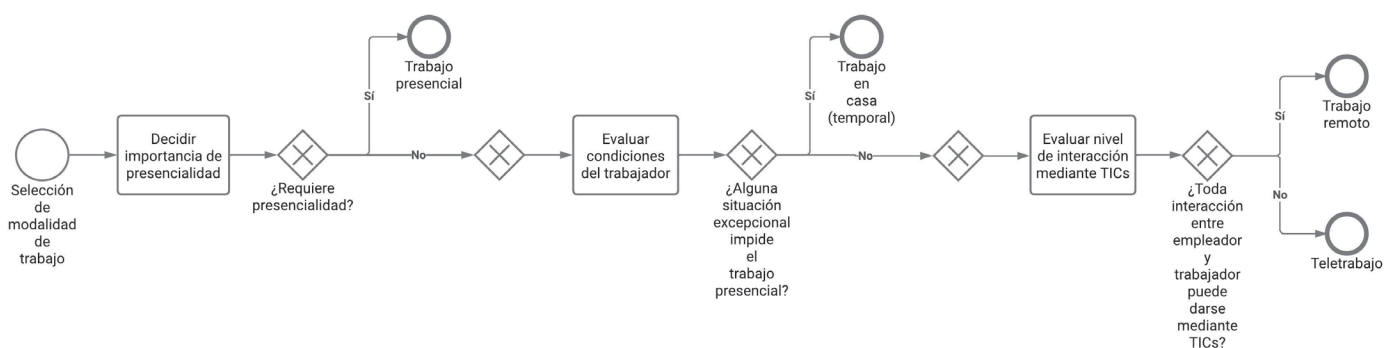 Selección
de
modalidad
de
trabajo
Decidir
importancia de
presencialidad
¿Requiere
presencialidad?
Sí
Trabajo
presencial
No
Evaluar
condiciones
del trabajador
¿Alguna
situación
excepcional
impide
el
trabajo
presencial?
Sí
Trabajo
en
casa
(temporal)
No
Evaluar nivel
de interacción
mediante TICs
¿Toda
interacción
entre
empleador
y
trabajador
puede
darse
mediante
TICs?
Sí
Trabajo
remoto
No
Teletrabajo